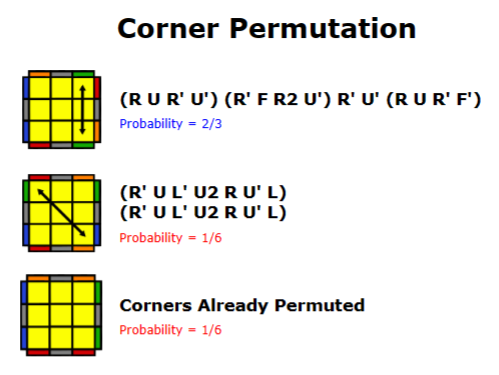 Corner Permutation
(R U R' U') (R' F R2 U') R' U' (R U R' F')
Probability = 2/3
(R' U L' U2 R U' L)
(R' U L' U2 R U' L)
Probability = 1/6
Corners Already Permuted
Probability = 1/6